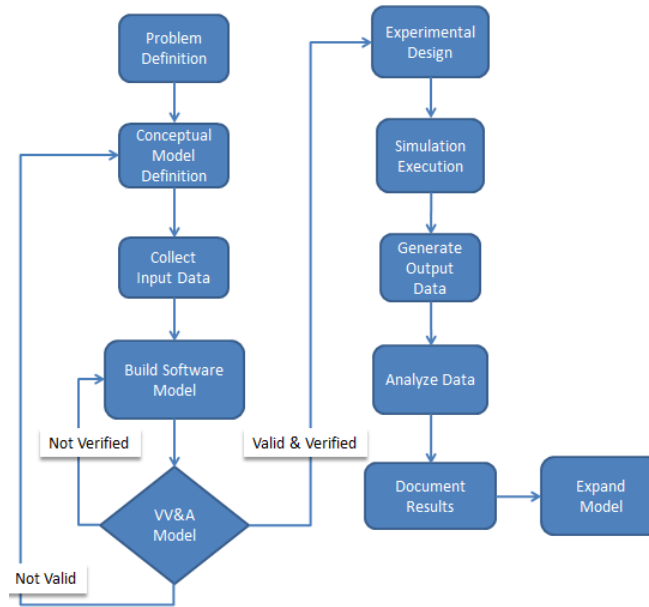 Problem
Definition
Conceptual
Model
Definition
Collect
Input Data
Build Software
Model
Not Verified
VV&A
Model
Not Valid
Valid & Verified
Experimental
Design
Simulation
Execution
Generate
Output
Data
Analyze Data
Document
Results
Expand
Model